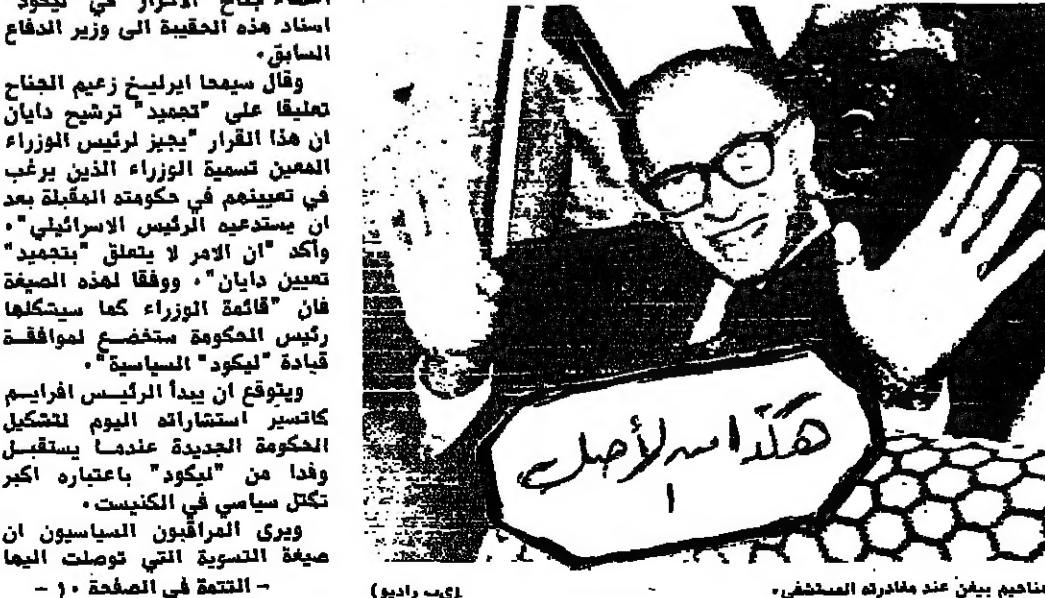 السابق.
اسناد هذه الحقيبة الى وزير الدفاع
وقال سيمحا ايرليخ زعيم الجناح
تعليقا على "تجميد" ترشيح دايان
ان هذا القرار "يجيز لرئيس الوزراء
المعين تسمية الوزراء الذين يرغب
في تعيينهم في حكومته المقبلة بعد
ان يستدعيه الرئيس الاسرائيلي".
وأكد "ان الامر لا يتعلق "بتجميد"
تعيين دايان". ووفقا لهذه الصيغة
فان "قائمة الوزراء كما سيشكلها
رئيس الحكومة ستخضع لموافقة
قيادة "ليكود" السياسية".
ويتوقع ان يبدأ الرئيس افرايم
كاتسير استشاراته اليوم لتشكيل
الحكومة الجديدة عندما يستقبل
وفدا من "ليكود" باعتباره اكبر
تكتل سياسي في الكنيست.
ويرى المراقبون السياسيون ان
صيغة التسوية التي توصلت اليها
- التتمة في الصفحة ١٠ -
هكذا من لأصل
ا
مناحيم بيغن عند مغادرته المستشفى.
(ي.ب راديو)